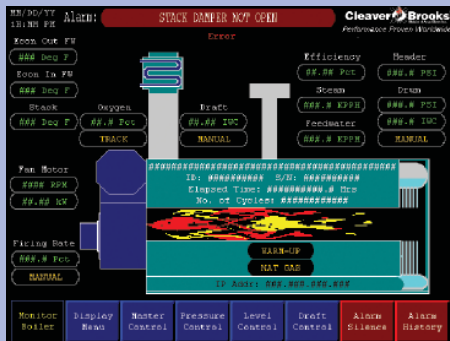 MM/DD/YY
HH:MM PM
Alarm:
STACK DAMPER NOT OPEN
Error
Cleaver Brooks
Performance Proven Worldwide
Econ Out FW
### Deg F
Econ In FW
### Deg F
Stack
### Deg F
Oxygen
##.# Pct
TRACK
Draft
##.## IWC
MANUAL
Efficiency
##.## Pct
Steam
###.# KPPH
Feedwater
###.# KPPH
Header
###.# PSI
Drum
###.# PSI
###.# IWC
MANUAL
Fan Motor
#### RPM
##.## kW
Firing Rate
###.# Pct
MANUAL
########################################
ID: ########## S/N: ##########
Elapsed Time: ##########.# Hrs
No. of Cycles: ############
WARM-UP
NAT GAS
IP Addr: ###.###.###.###
Monitor Boiler
Display Menu
Master Control
Pressure Control
Level Control
Draft Control
Alarm Silence
Alarm History